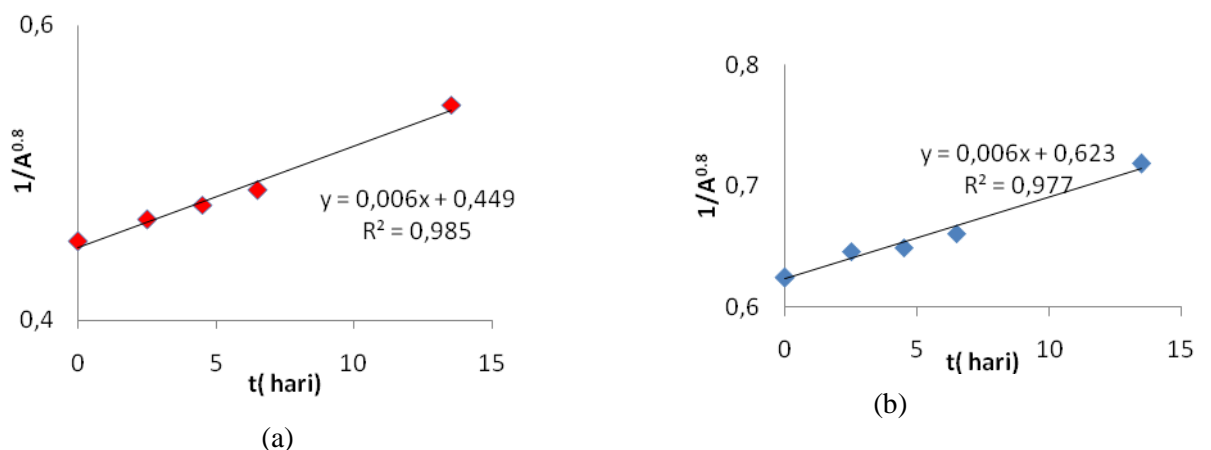 0,6
1/A^0.8
y = 0,006x + 0,449
R² = 0,985
0,4
0 5 10 15
t( hari)
(a)
0,8
1/A^0.8
y = 0,006x + 0,623
R² = 0,977
0,7
0,6
0 5 10 15
t( hari)
(b)